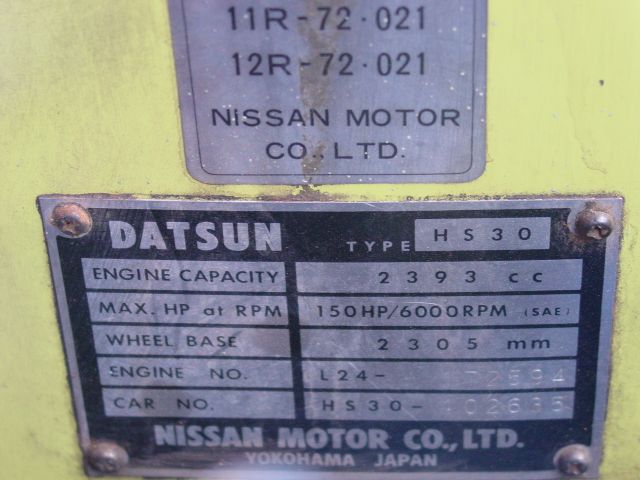 11R-72·021
12R-72·021
NISSAN MOTOR
CO., LTD.
DATSUN TYPE HS30
ENGINE CAPACITY 2393 cc
MAX. HP at RPM 150HP/6000RPM (SAE)
WHEEL BASE 2305 mm
ENGINE NO. L24- 72594
CAR NO. HS30- 02635
NISSAN MOTOR CO., LTD.
YOKOHAMA JAPAN